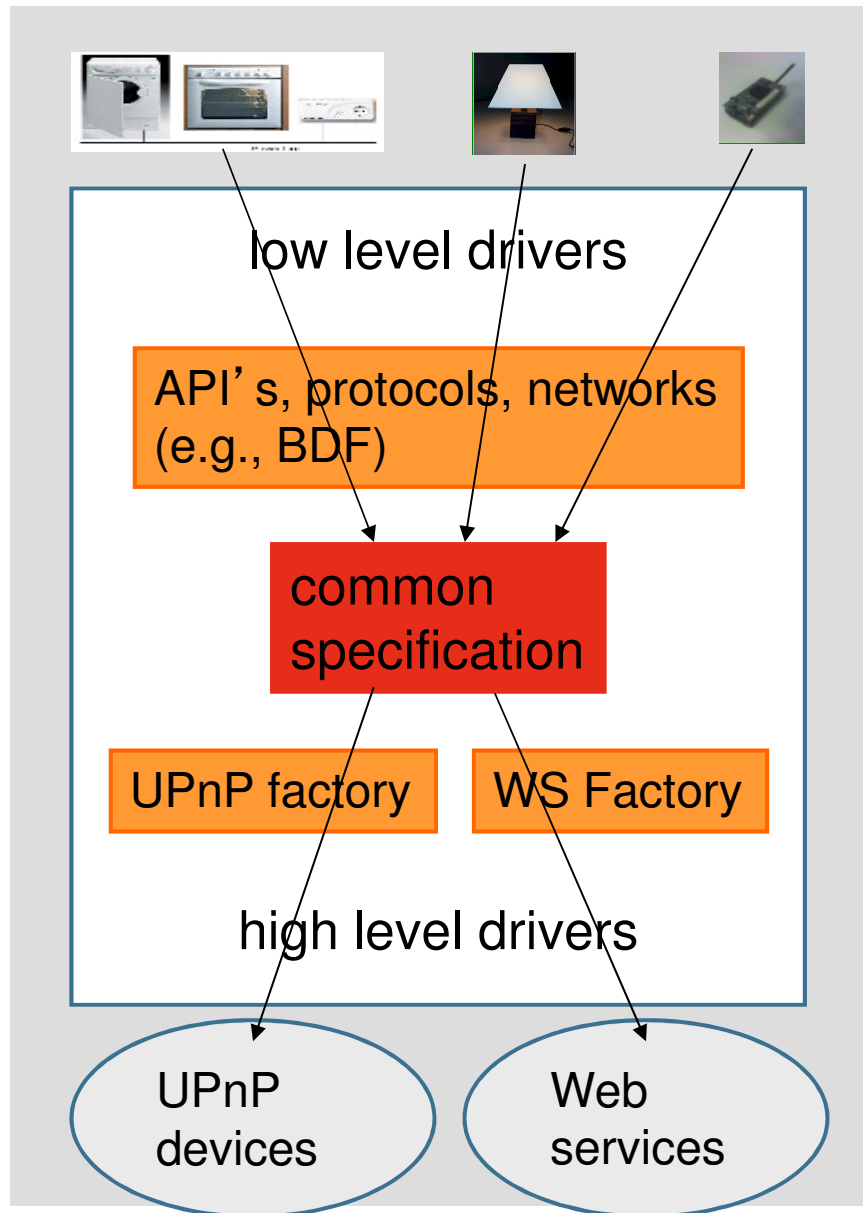 low level drivers
API's, protocols, networks
(e.g., BDF)
common
specification
UPnP factory
WS Factory
high level drivers
UPnP
devices
Web
services